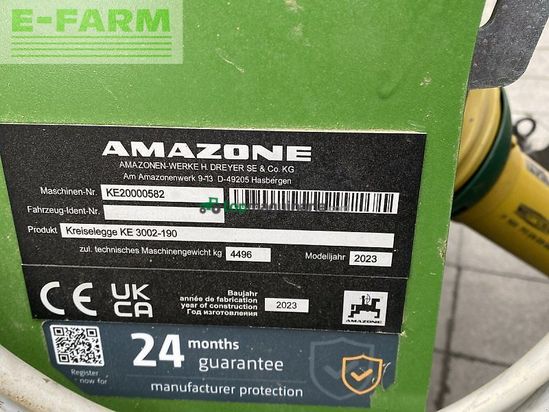 E-FARM
AMAZONE
AMAZONEN-WERKE H. DREYER SE & Co. KG
Am Amazonenwerk 9-13 D-49205 Hasbergen
Maschinen-Nr. KE20000582
Fahrzeug-Ident-Nr.
Produkt Kreiselegge KE 3002-190
zul. technisches Maschinengewicht kg 4496 Modelljahr 2023
CE UK CA
Baujahr
année de fabrication
year of construction
Год изготовления
2023
AMAZONE
24 months
guarantee
Register
now for
manufacturer protection